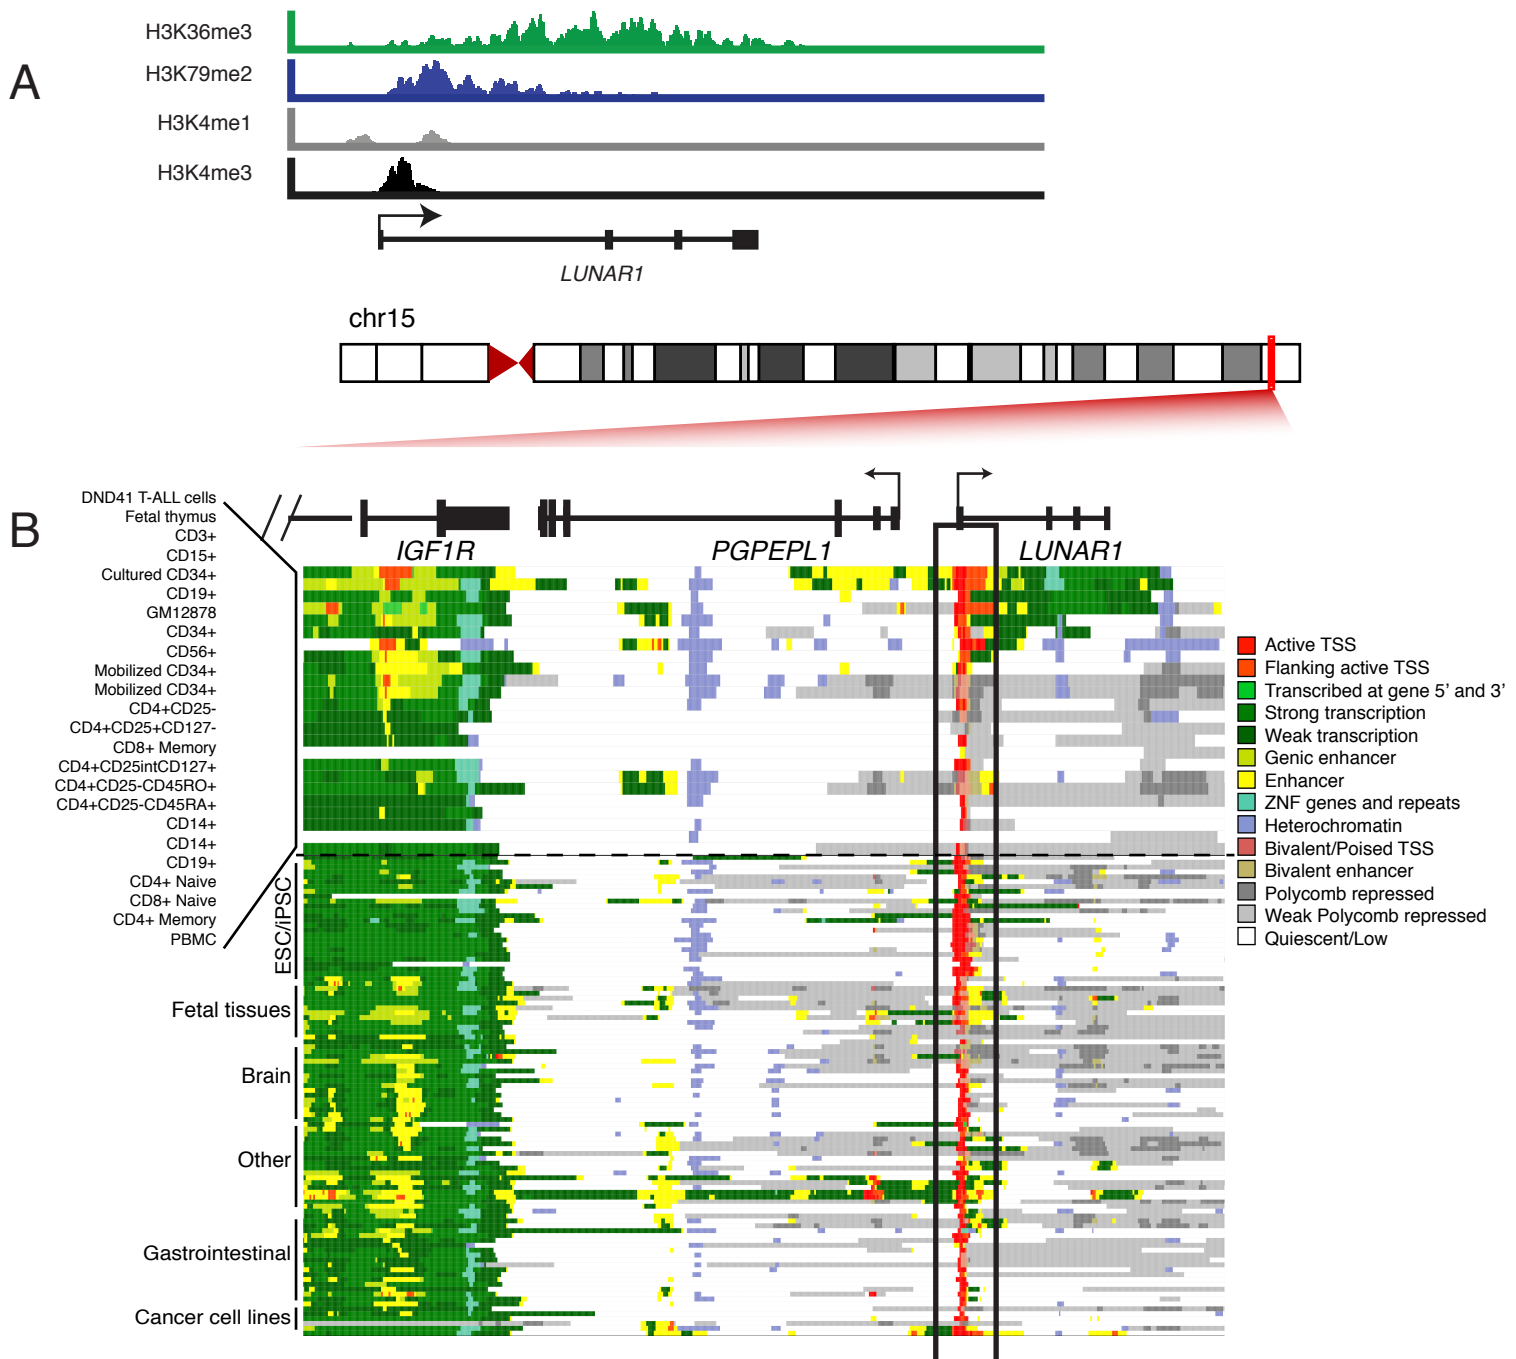 A
H3K36me3
H3K79me2
H3K4me1
H3K4me3
LUNAR1
chr15
B
DND41 T-ALL cells
Fetal thymus
CD3+
CD15+
Cultured CD34+
CD19+
GM12878
CD34+
CD56+
Mobilized CD34+
Mobilized CD34+
CD4+CD25-
CD4+CD25+CD127-
CD8+ Memory
CD4+CD25intCD127+
CD4+CD25-CD45RO+
CD4+CD25-CD45RA+
CD14+
CD14+
CD19+
CD4+ Naive
CD8+ Naive
CD4+ Memory
PBMC
IGF1R
PGPEPL1
LUNAR1
ESC/iPSC
Fetal tissues
Brain
Other
Gastrointestinal
Cancer cell lines
Active TSS
Flanking active TSS
Transcribed at gene 5’ and 3’
Strong transcription
Weak transcription
Genic enhancer
Enhancer
ZNF genes and repeats
Heterochromatin
Bivalent/Poised TSS
Bivalent enhancer
Polycomb repressed
Weak Polycomb repressed
Quiescent/Low